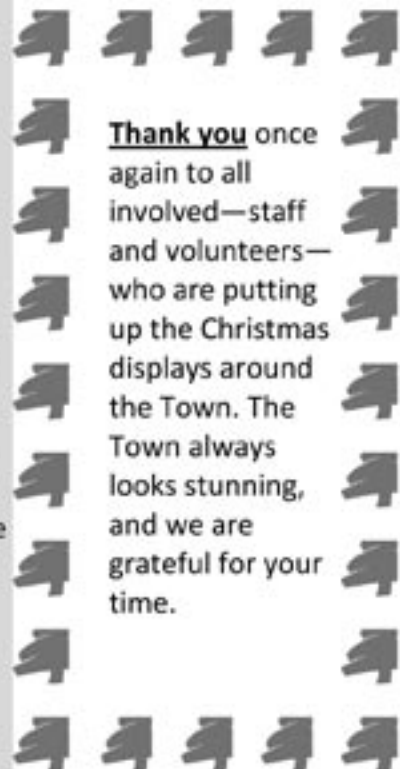 Thank you once
again to all
involved—staff
and volunteers—
who are putting
up the Christmas
displays around
the Town. The
Town always
looks stunning,
and we are
grateful for your
time.
e